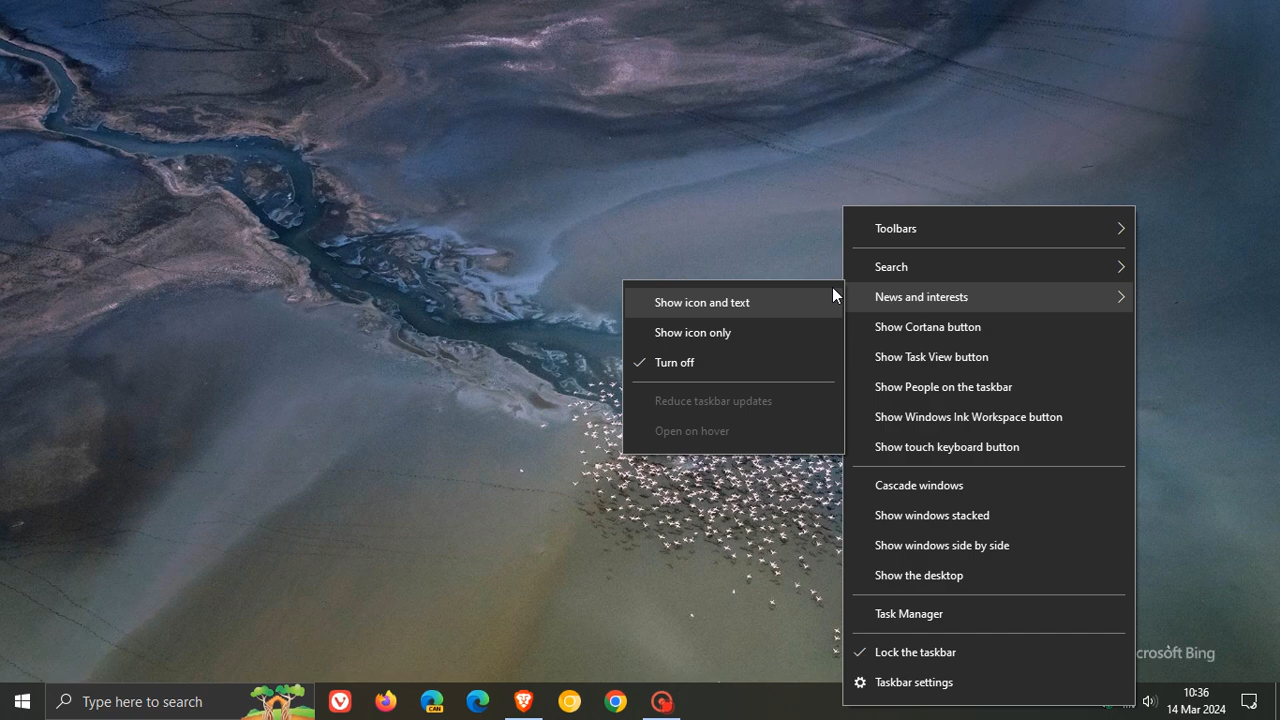 Toolbars
Search
News and interests
Show icon and text
Show icon only
Turn off
Reduce taskbar updates
Open on hover
Show Cortana button
Show Task View button
Show People on the taskbar
Show Windows Ink Workspace button
Show touch keyboard button
Cascade windows
Show windows stacked
Show windows side by side
Show the desktop
Task Manager
Lock the taskbar
Taskbar settings
crosoft Bing
Type here to search
CAN
10:36
14 Mar 2024